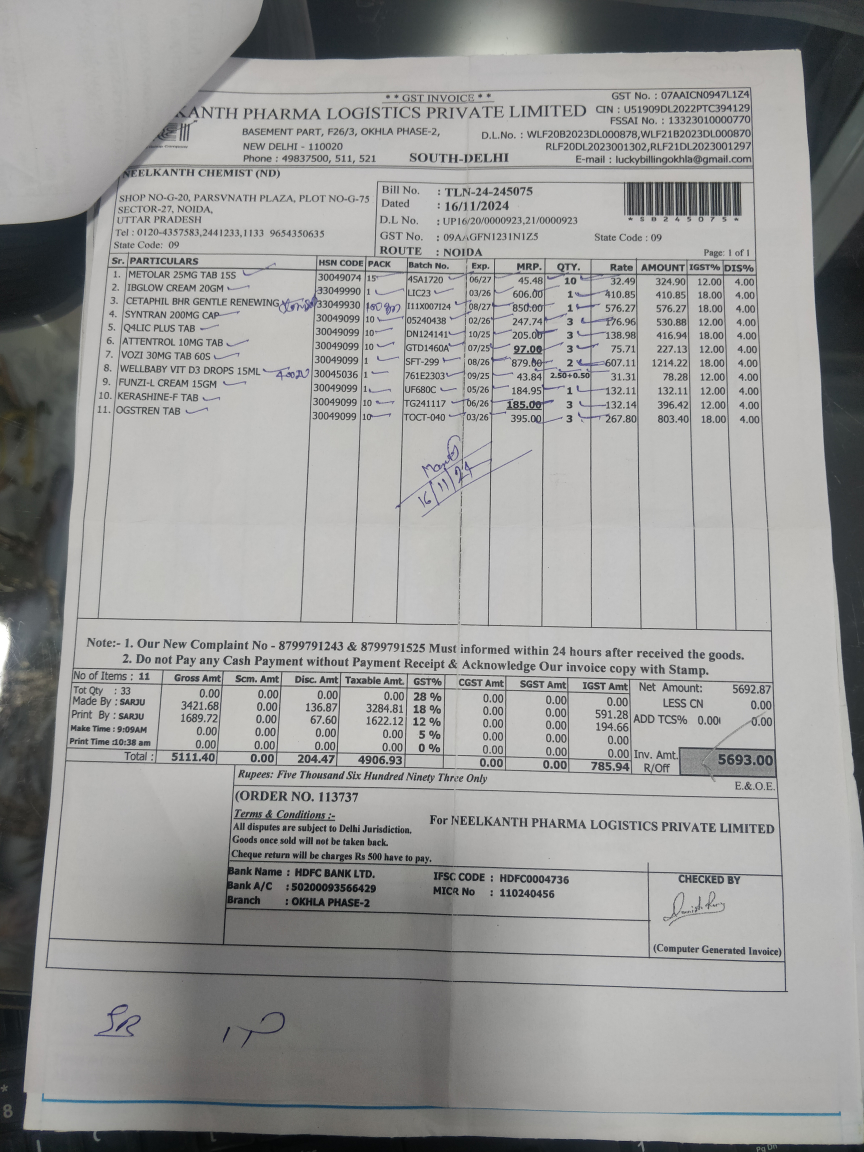 * * GST INVOICE * *
GST No. : 07AAICN0947L1Z4
KANTH PHARMA LOGISTICS PRIVATE LIMITED
CIN : U51909DL2022PTC394129
FSSAI No. : 13323010000770
BASEMENT PART, F26/3, OKHLA PHASE-2,
D.L.No. : WLF20B2023DL000878,WLF21B2023DL000870
NEW DELHI - 110020
RLF20DL2023001302,RLF21DL2023001297
Phone : 49837500, 511, 521
SOUTH-DELHI
E-mail : luckybillingokhla@gmail.com
NEELKANTH CHEMIST (ND)
SHOP NO-G-20, PARSVNATH PLAZA, PLOT NO-G-75
SECTOR-27, NOIDA,
UTTAR PRADESH
Tel : 0120-4357583,2441233,1133 9654350635
State Code: 09
Bill No. : TLN-24-245075
Dated : 16/11/2024
D.L No. : UP16/20/0000923,21/0000923
GST No. : 09AAGFN1231N1Z5
State Code : 09
ROUTE : NOIDA
* S B 2 4 5 0 7 5 *
Page: 1 of 1
Sr. PARTICULARS HSN CODE PACK Batch No. Exp. MRP. QTY. Rate AMOUNT IGST% DIS%
1. METOLAR 25MG TAB 15S 30049074 15 4SA1720 06/27 45.48 10 32.49 324.90 12.00 4.00
2. IBGLOW CREAM 20GM 33049990 1 LIC23 03/26 606.00 1 410.85 410.85 18.00 4.00
3. CETAPHIL BHR GENTLE RENEWING 33049930 I11X007124 08/27 850.00 1 576.27 576.27 18.00 4.00
4. SYNTRAN 200MG CAP 30049099 10 05240438 02/26 247.74 3 176.96 530.88 12.00 4.00
5. Q4LIC PLUS TAB 30049099 10 DN124141 10/25 205.00 3 138.98 416.94 18.00 4.00
6. ATTENTROL 10MG TAB 30049099 10 GTD1460A 07/25 97.00 3 75.71 227.13 12.00 4.00
7. VOZI 30MG TAB 60S 30049099 1 SFT-299 08/26 879.00 2 607.11 1214.22 18.00 4.00
8. WELLBABY VIT D3 DROPS 15ML 30045036 1 761E2303 09/25 43.84 2.50+0.50 31.31 78.28 12.00 4.00
9. FUNZI-L CREAM 15GM 30049099 1 UF680C 05/26 184.95 1 132.11 132.11 12.00 4.00
10. KERASHINE-F TAB 30049099 10 TG241117 06/26 185.00 3 132.14 396.42 12.00 4.00
11. OGSTREN TAB 30049099 10 TOCT-040 03/26 395.00 3 267.80 803.40 18.00 4.00
16/11/24
Note:- 1. Our New Complaint No - 8799791243 & 8799791525 Must informed within 24 hours after received the goods.
2. Do not Pay any Cash Payment without Payment Receipt & Acknowledge Our invoice copy with Stamp.
No of Items : 11 Gross Amt Scm. Amt Disc. Amt Taxable Amt. GST% CGST Amt SGST Amt IGST Amt Net Amount: 5692.87
Tot Qty : 33 0.00 0.00 0.00 0.00 28 % 0.00 0.00 0.00 LESS CN 0.00
Made By : SARJU 3421.68 0.00 136.87 3284.81 18 % 0.00 0.00 591.28 ADD TCS% 0.00 0.00
Print By : SARJU 1689.72 0.00 67.60 1622.12 12 % 0.00 0.00 194.66
Make Time : 9:09AM 0.00 0.00 0.00 0.00 5 % 0.00 0.00 0.00
Print Time :10:38 am 0.00 0.00 0.00 0.00 0 % 0.00 0.00 0.00 Inv. Amt. 5693.00
Total : 5111.40 0.00 204.47 4906.93 0.00 0.00 785.94 R/Off
Rupees: Five Thousand Six Hundred Ninety Three Only
E.&.O.E.
(ORDER NO. 113737
Terms & Conditions :-
All disputes are subject to Delhi Jurisdiction.
Goods once sold will not be taken back.
Cheque return will be charges Rs 500 have to pay.
For NEELKANTH PHARMA LOGISTICS PRIVATE LIMITED
Bank Name : HDFC BANK LTD. IFSC CODE : HDFC0004736
Bank A/C : 50200093566429 MICR No : 110240456
Branch : OKHLA PHASE-2
CHECKED BY
(Computer Generated Invoice)